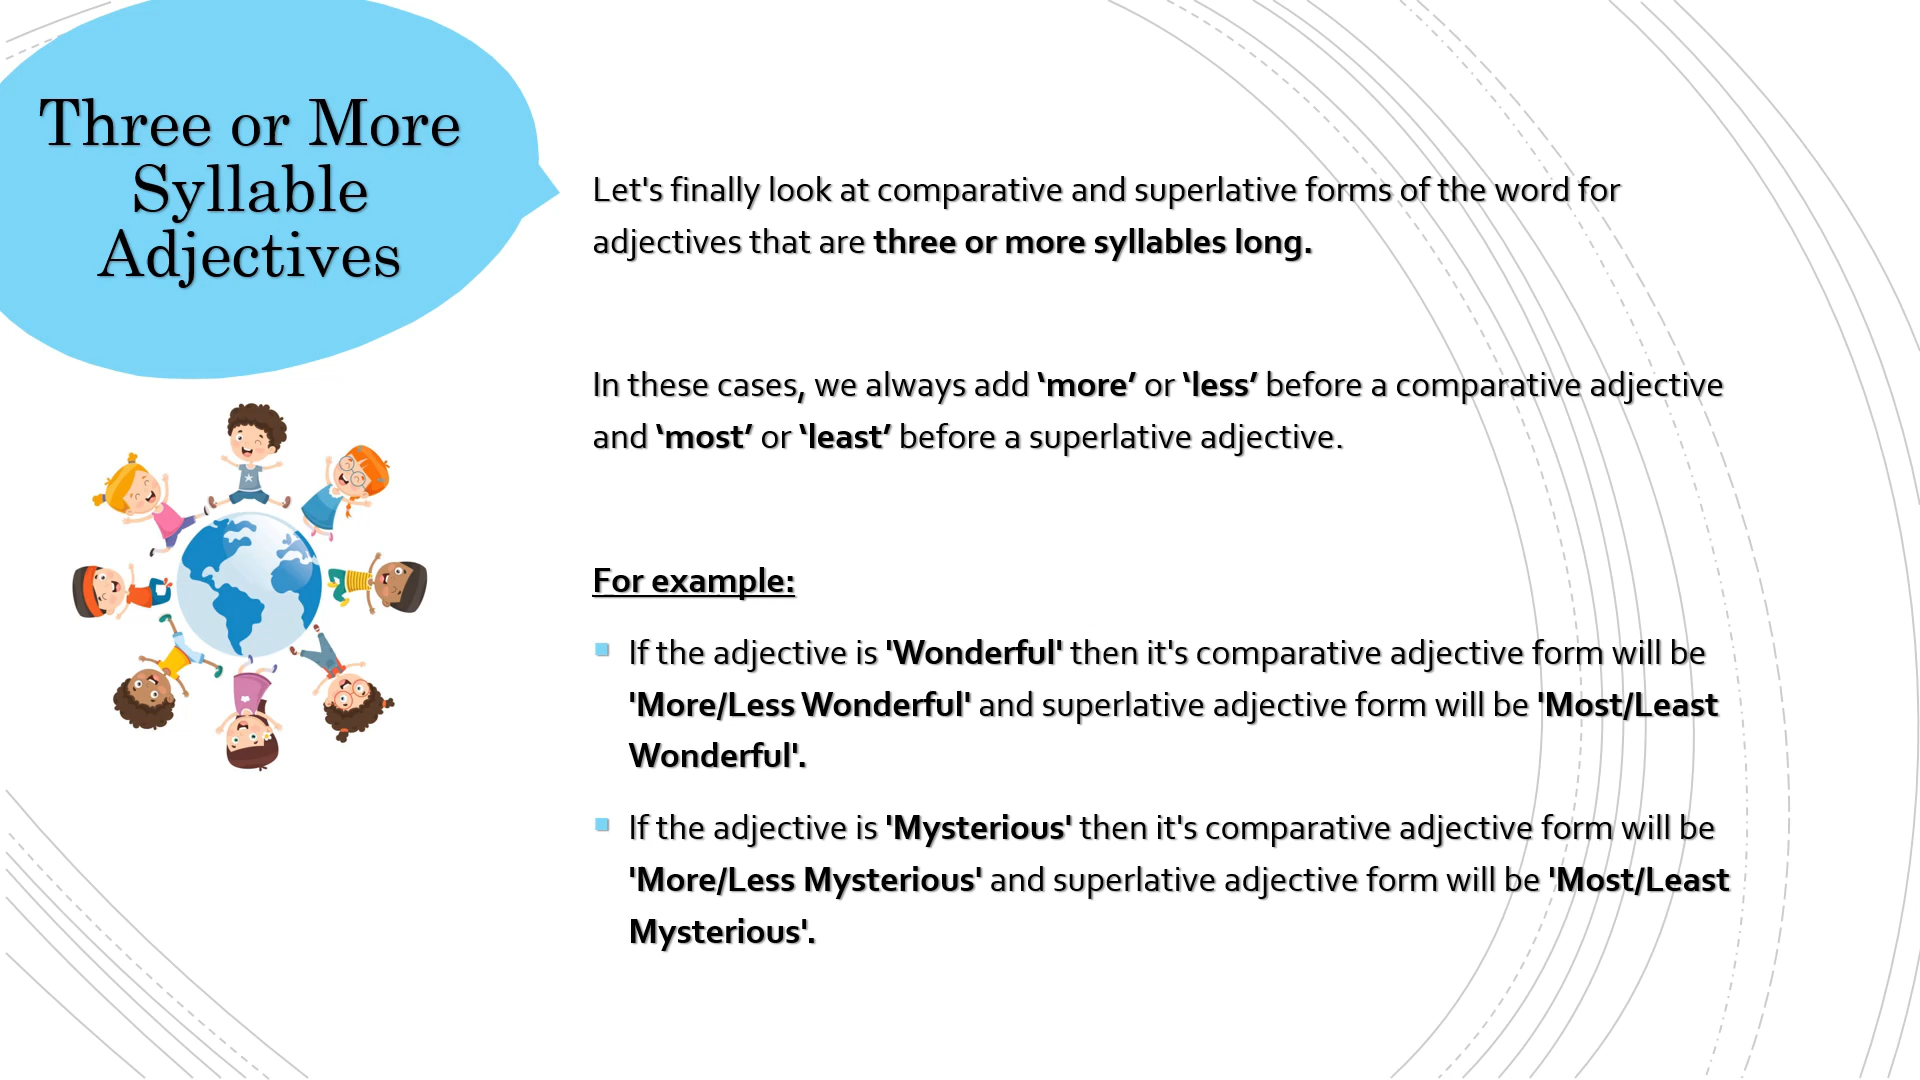 Three or More
Syllable
Adjectives
Let's finally look at comparative and superlative forms of the word for
adjectives that are three or more syllables long.
In these cases, we always add ‘more’ or ‘less’ before a comparative adjective
and ‘most’ or ‘least’ before a superlative adjective.
For example:
If the adjective is 'Wonderful' then it's comparative adjective form will be
'More/Less Wonderful' and superlative adjective form will be 'Most/Least
Wonderful'.
If the adjective is 'Mysterious' then it's comparative adjective form will be
'More/Less Mysterious' and superlative adjective form will be 'Most/Least
Mysterious'.